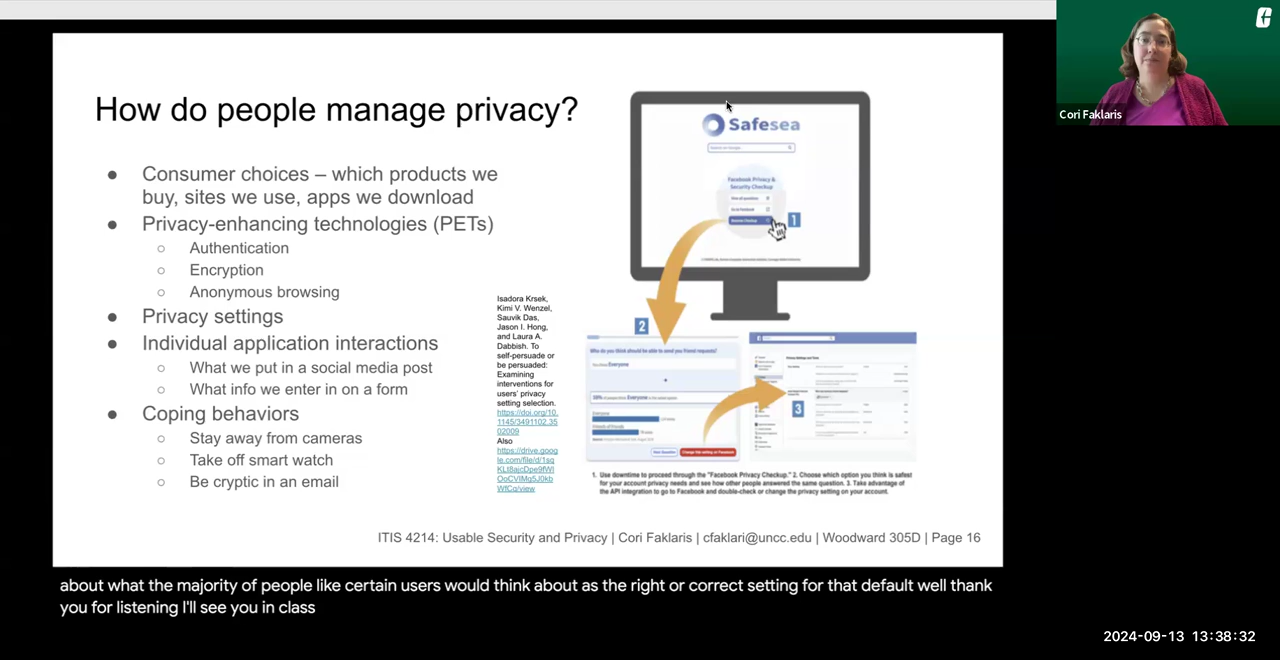 How do people manage privacy?
● Consumer choices – which products we
buy, sites we use, apps we download
● Privacy-enhancing technologies (PETs)
○ Authentication
○ Encryption
○ Anonymous browsing
● Privacy settings
● Individual application interactions
○ What we put in a social media post
○ What info we enter in on a form
● Coping behaviors
○ Stay away from cameras
○ Take off smart watch
○ Be cryptic in an email
Isadora Krsek,
Kimi V. Wenzel,
Sauvik Das,
Jason I. Hong,
and Laura A.
Dabbish. To
self-persuade or
be persuaded:
Examining
interventions for
users' privacy
setting selection.
https://doi.org/10.
1145/3491102.35
02009
Also
https://drive.goog
le.com/file/d/1sq
WfCq/view
Safesea
Facebook Privacy &
Security Checkup
1
2
Who do you think should be able to send you friend requests?
Everyone
3
1. Use downtime to proceed through the "Facebook Privacy Checkup." 2. Choose which option you think is safest
for your account privacy needs and see how other people answered the same question. 3. Take advantage of
the API integration to go to Facebook and double-check or change the privacy setting on your account.
ITIS 4214: Usable Security and Privacy | Cori Faklaris | cfaklari@uncc.edu | Woodward 305D | Page 16
Cori Faklaris
about what the majority of people like certain users would think about as the right or correct setting for that default well thank
you for listening I'll see you in class
2024-09-13 13:38:32